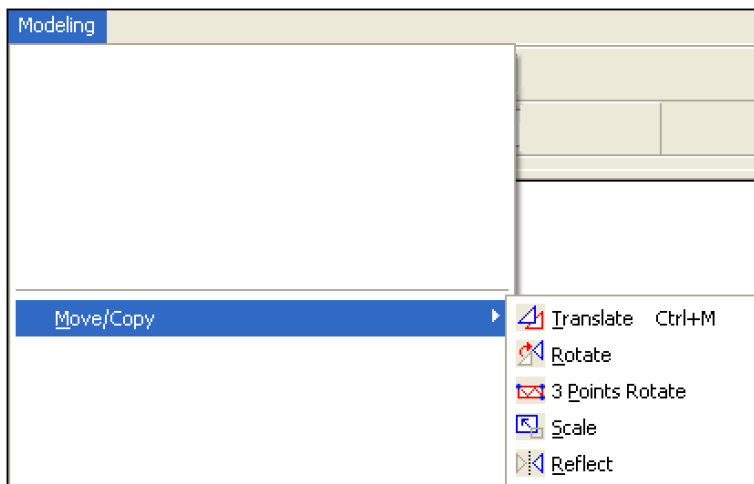 Modeling
Move/Copy
Translate Ctrl+M
Rotate
3 Points Rotate
Scale
Reflect